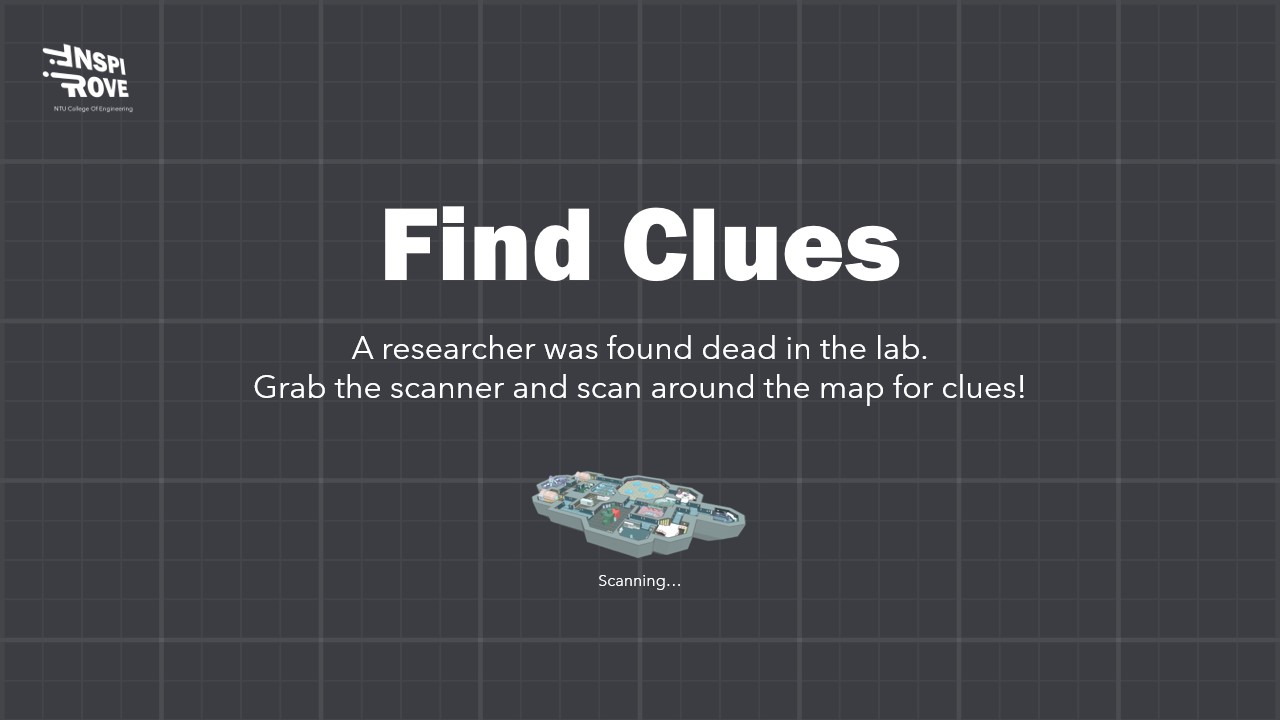 INSPI
ROVE
NTU College Of Engineering
Find Clues
A researcher was found dead in the lab.
Grab the scanner and scan around the map for clues!
Scanning...